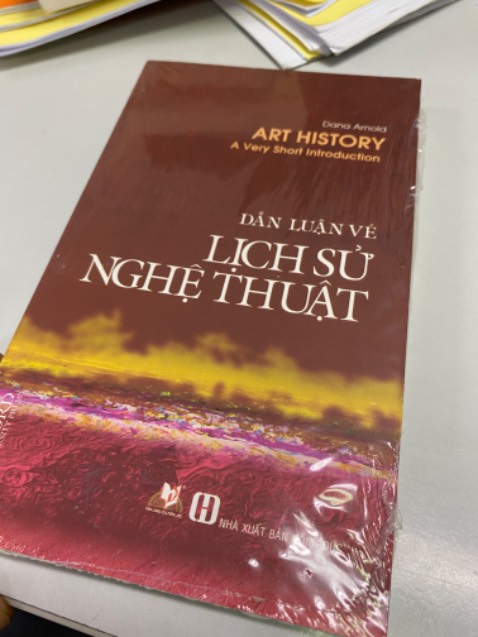 Dana Arnold
ART HISTORY
A Very Short Introduction
DẪN LUẬN VỀ
LỊCH SỬ
NGHỆ THUẬT
NHÀ XUẤT BẢN